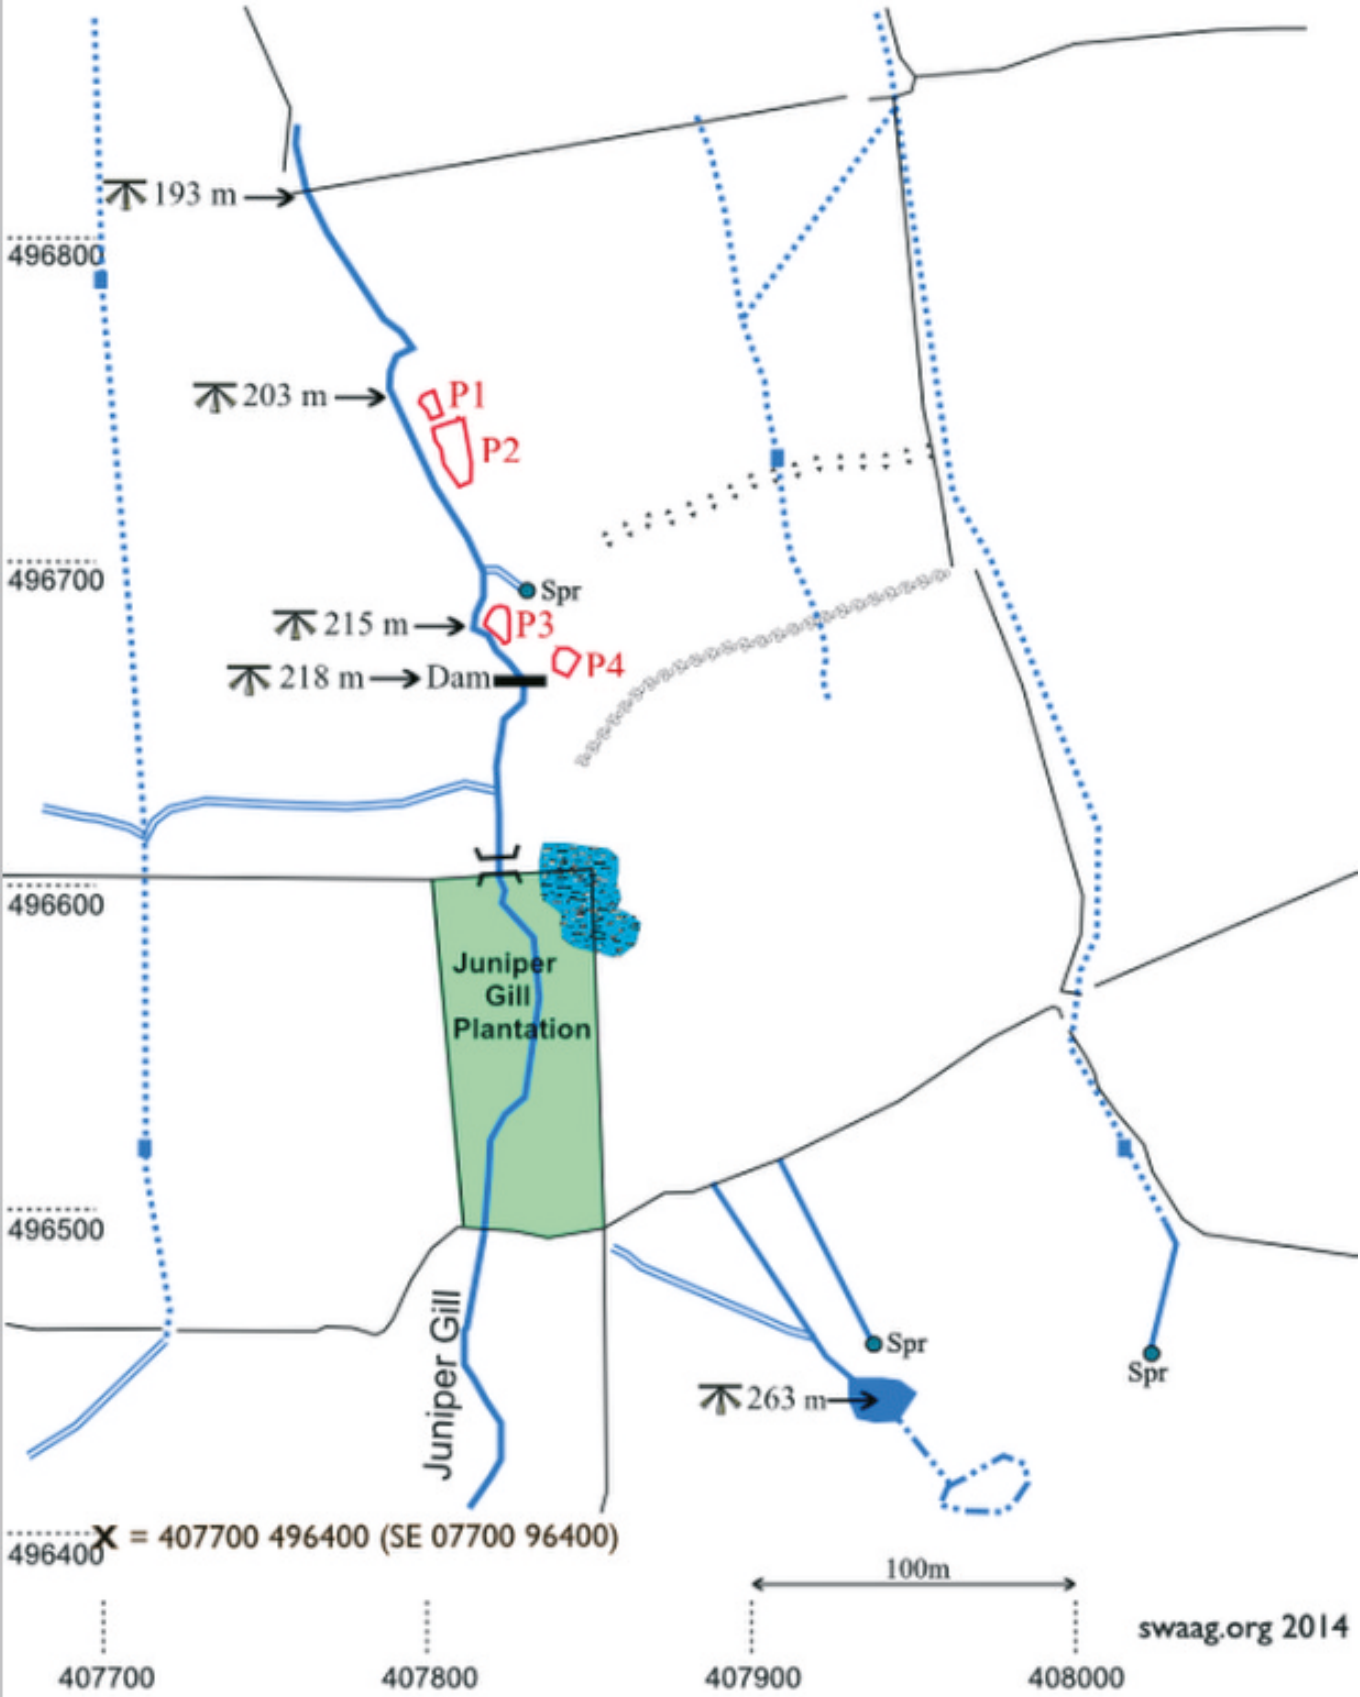 193 m
496800
203 m
P1
P2
496700
Spr
215 m
P3
P4
218 m
Dam
496600
Juniper
Gill
Plantation
496500
Juniper Gill
Spr
Spr
263 m
X = 407700 496400 (SE 07700 96400)
496400
100m
swaag.org 2014
407700
407800
407900
408000